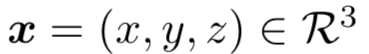 𝒙 = (x, y, z) ∈ ℛ³